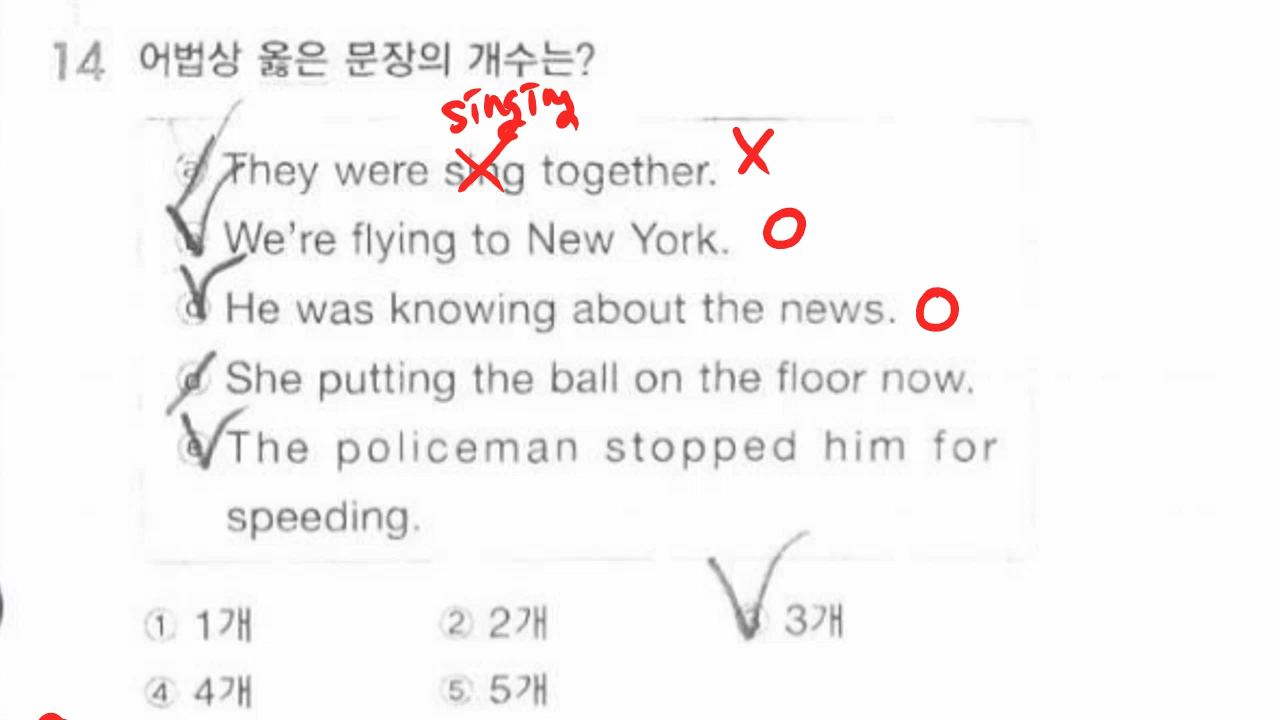 14 어법상 옳은 문장의 개수는?
singing
ⓐ They were sing together. X
We're flying to New York. O
ⓒ He was knowing about the news. O
ⓓ She putting the ball on the floor now.
ⓔ The policeman stopped him for
speeding.
① 1개 ② 2개 ③ 3개
④ 4개 ⑤ 5개